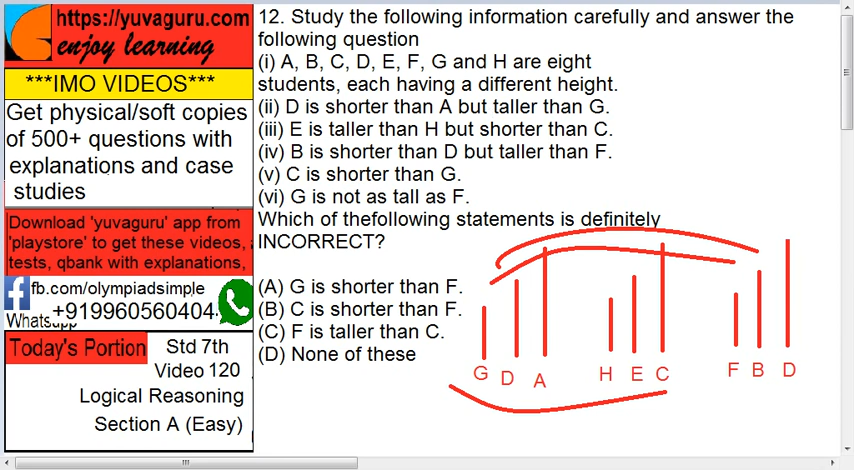 https://yuvaguru.com
enjoy learning
***IMO VIDEOS***
Get physical/soft copies
of 500+ questions with
explanations and case
studies
Download 'yuvaguru' app from
'playstore' to get these videos,
tests, qbank with explanations,
fb.com/olympiadsimple
+919960560404
Whatsupp
Today's Portion
Std 7th
Video 120
Logical Reasoning
Section A (Easy)
12. Study the following information carefully and answer the
following question
(i) A, B, C, D, E, F, G and H are eight
students, each having a different height.
(ii) D is shorter than A but taller than G.
(iii) E is taller than H but shorter than C.
(iv) B is shorter than D but taller than F.
(v) C is shorter than G.
(vi) G is not as tall as F.
Which of thefollowing statements is definitely
INCORRECT?
(A) G is shorter than F.
(B) C is shorter than F.
(C) F is taller than C.
(D) None of these
G D A H E C F B D